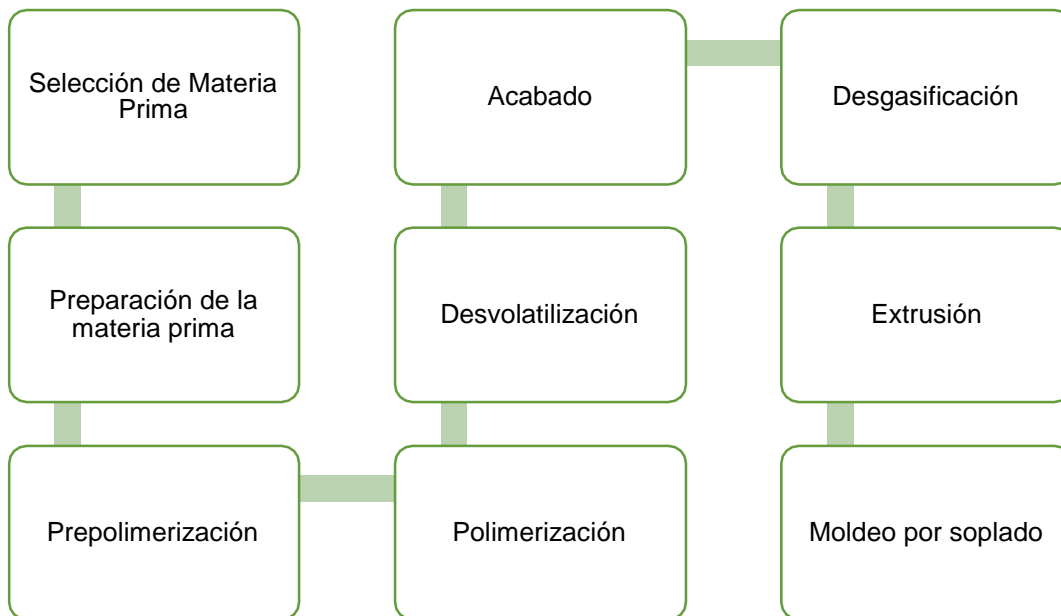 Selección de Materia
Prima
Preparación de la
materia prima
Prepolimerización
Polimerización
Desvolatilización
Acabado
Desgasificación
Extrusión
Moldeo por soplado